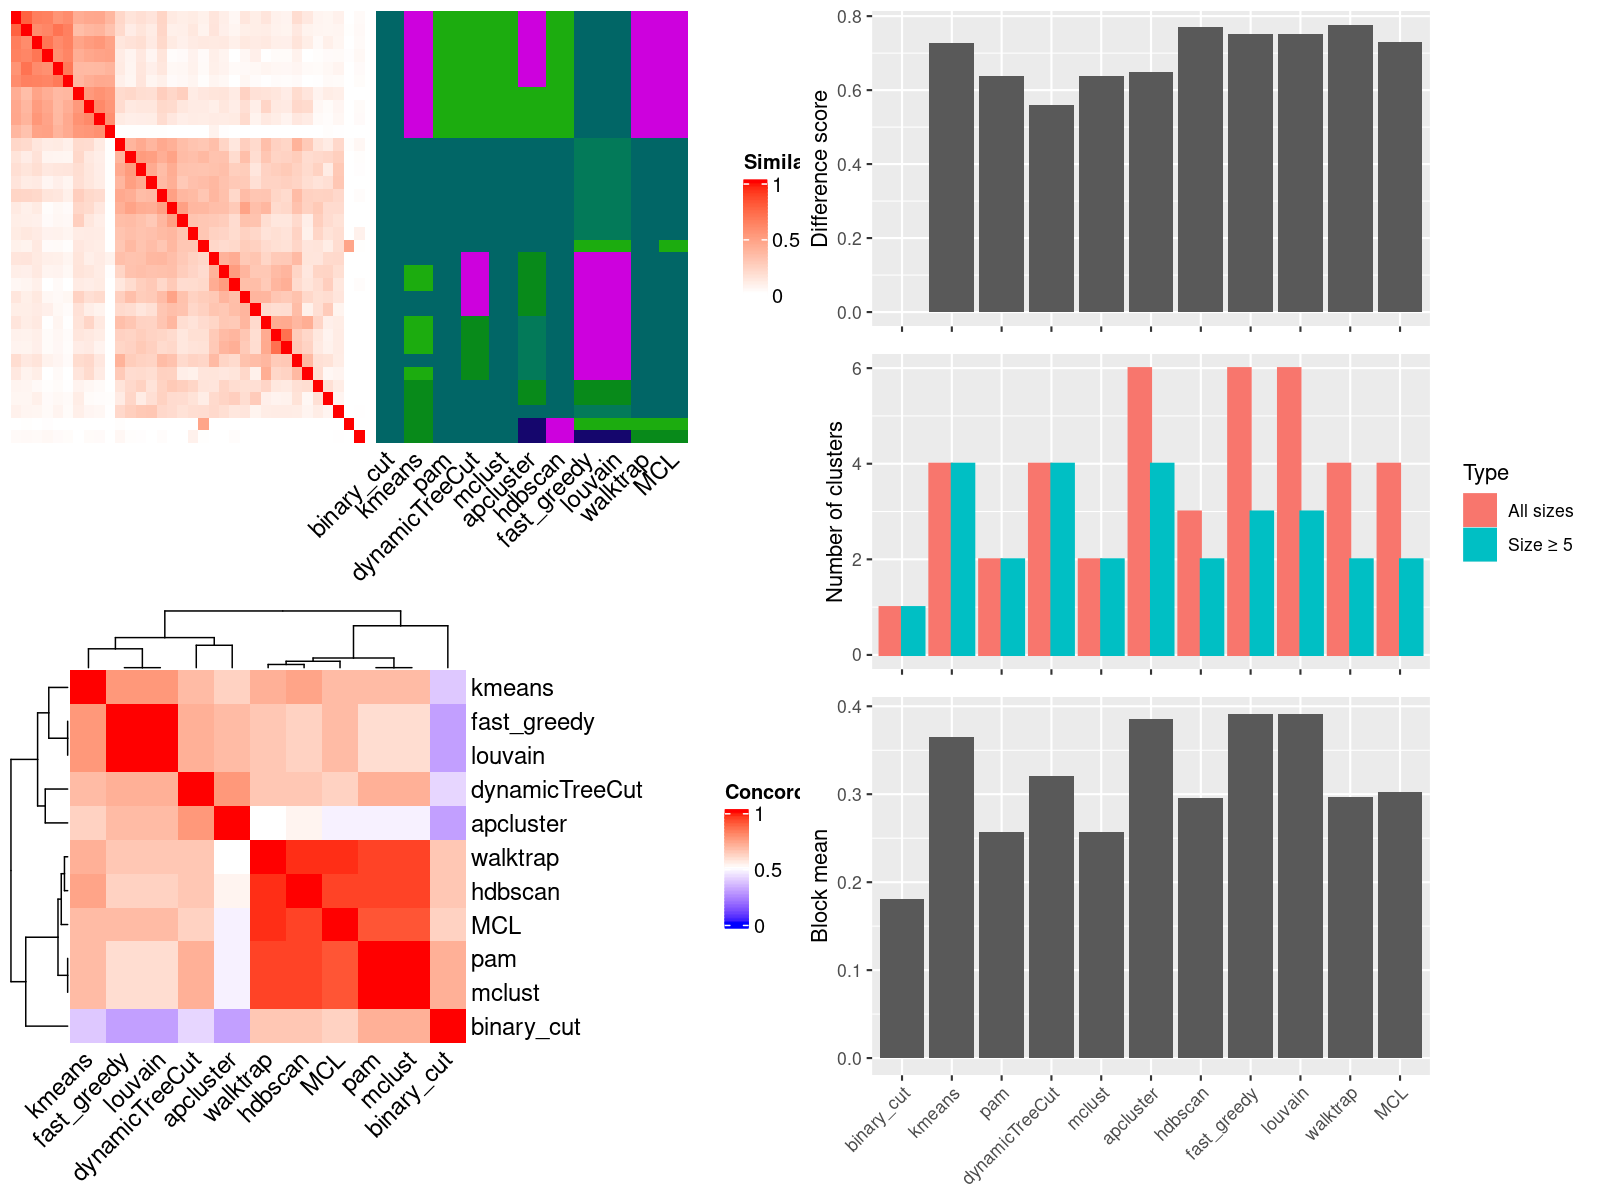 Simila
1
0.5
0
binary_cut
kmeans
pam
dynamicTreeCut
mclust
apcluster
hdbscan
fast_greedy
louvain
walktrap
MCL
kmeans
fast_greedy
louvain
dynamicTreeCut
apcluster
walktrap
hdbscan
MCL
pam
mclust
binary_cut
kmeans
fast_greedy
louvain
dynamicTreeCut
apcluster
walktrap
hdbscan
MCL
pam
mclust
binary_cut
Concorc
1
0.5
0
Difference score
0.8
0.6
0.4
0.2
0.0
Number of clusters
6
4
2
0
Type
All sizes
Size ≥ 5
Block mean
0.4
0.3
0.2
0.1
0.0
binary_cut
kmeans
pam
dynamicTreeCut
mclust
apcluster
hdbscan
fast_greedy
louvain
walktrap
MCL